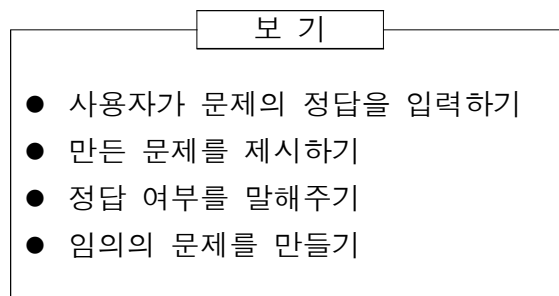 보 기
● 사용자가 문제의 정답을 입력하기
● 만든 문제를 제시하기
● 정답 여부를 말해주기
● 임의의 문제를 만들기